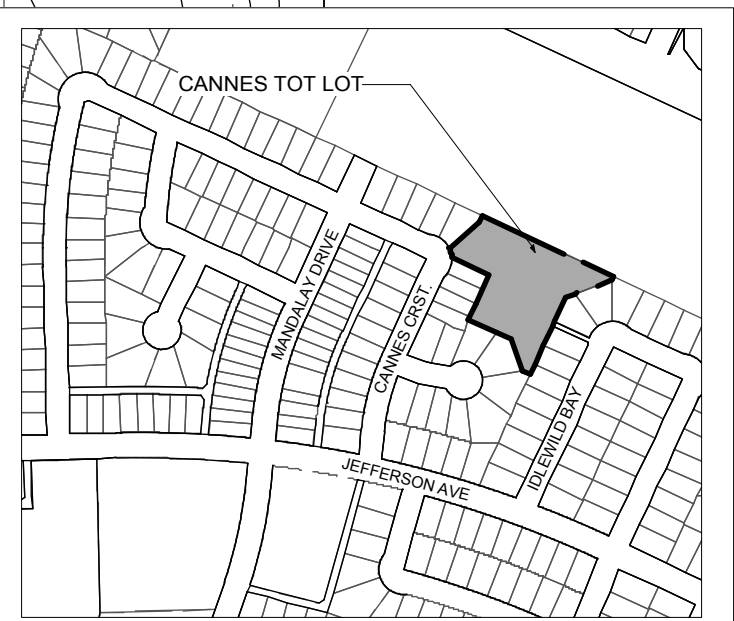 CANNES TOT LOT
MANDALAY DRIVE
CANNES CRST.
IDLEWILD BAY
JEFFERSON AVE